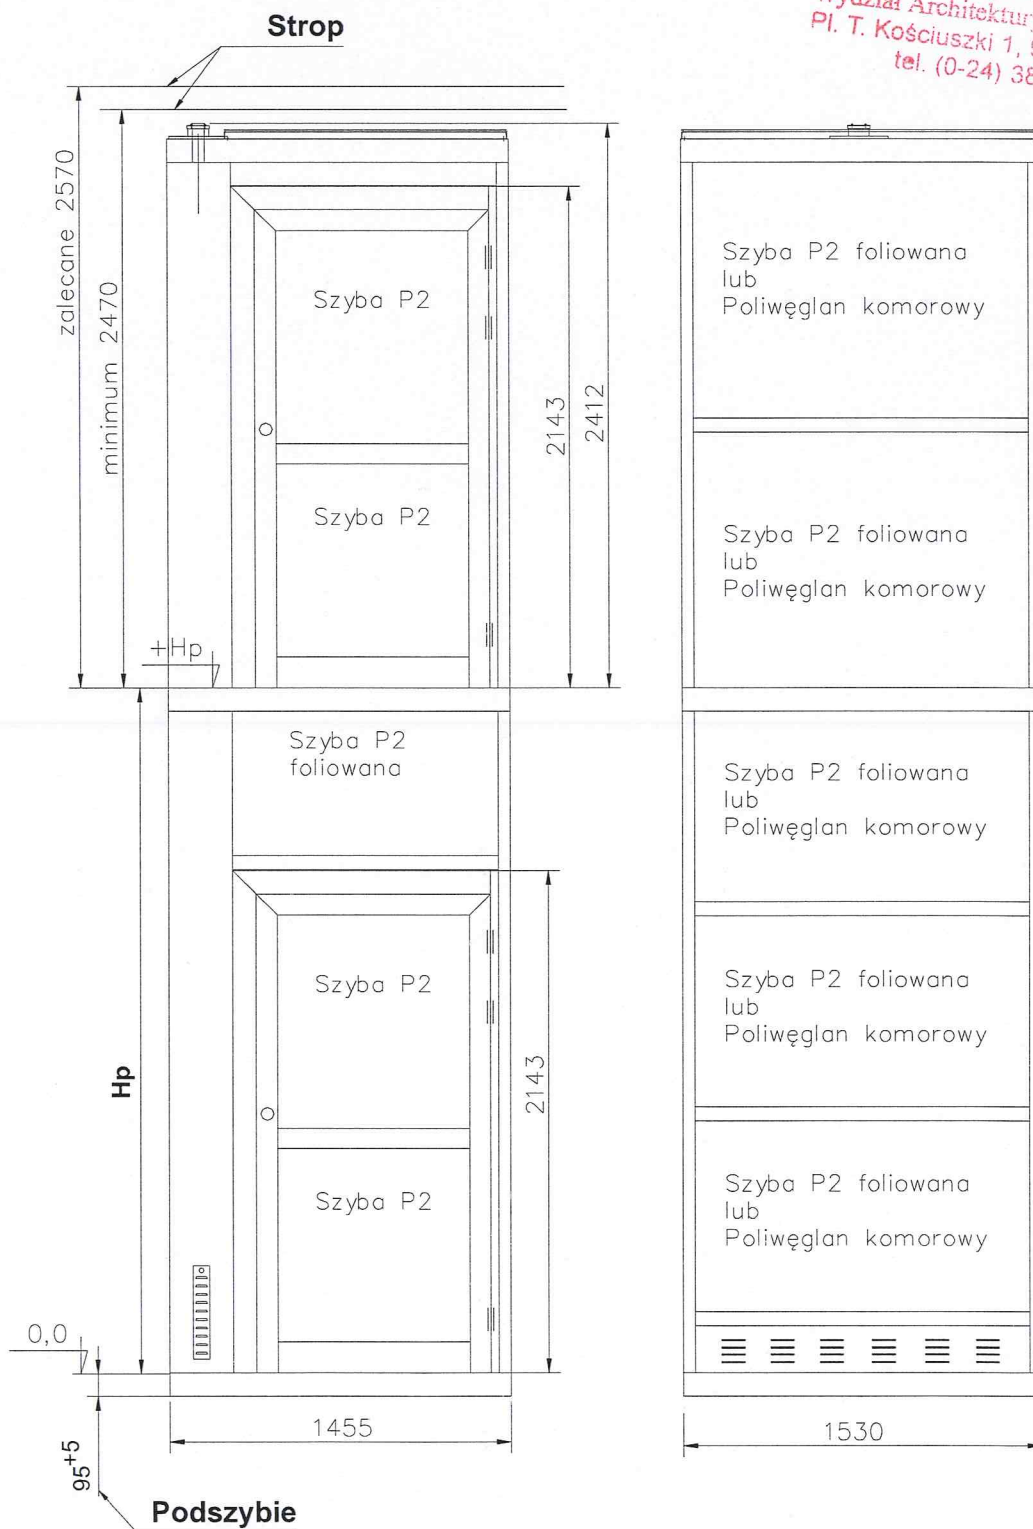 Strop
Wydział Architektury
Pl. T. Kościuszki 1,
tel. (0-24) 38
zalecane 2570
minimum 2470
Szyba P2
Szyba P2
2143
2412
+Hp
Szyba P2 foliowana
lub
Poliwęglan komorowy
Szyba P2 foliowana
lub
Poliwęglan komorowy
Szyba P2
foliowana
Szyba P2
Szyba P2
2143
Hp
0,0
1455
95+5
Podszybie
Szyba P2 foliowana
lub
Poliwęglan komorowy
Szyba P2 foliowana
lub
Poliwęglan komorowy
Szyba P2 foliowana
lub
Poliwęglan komorowy
1530